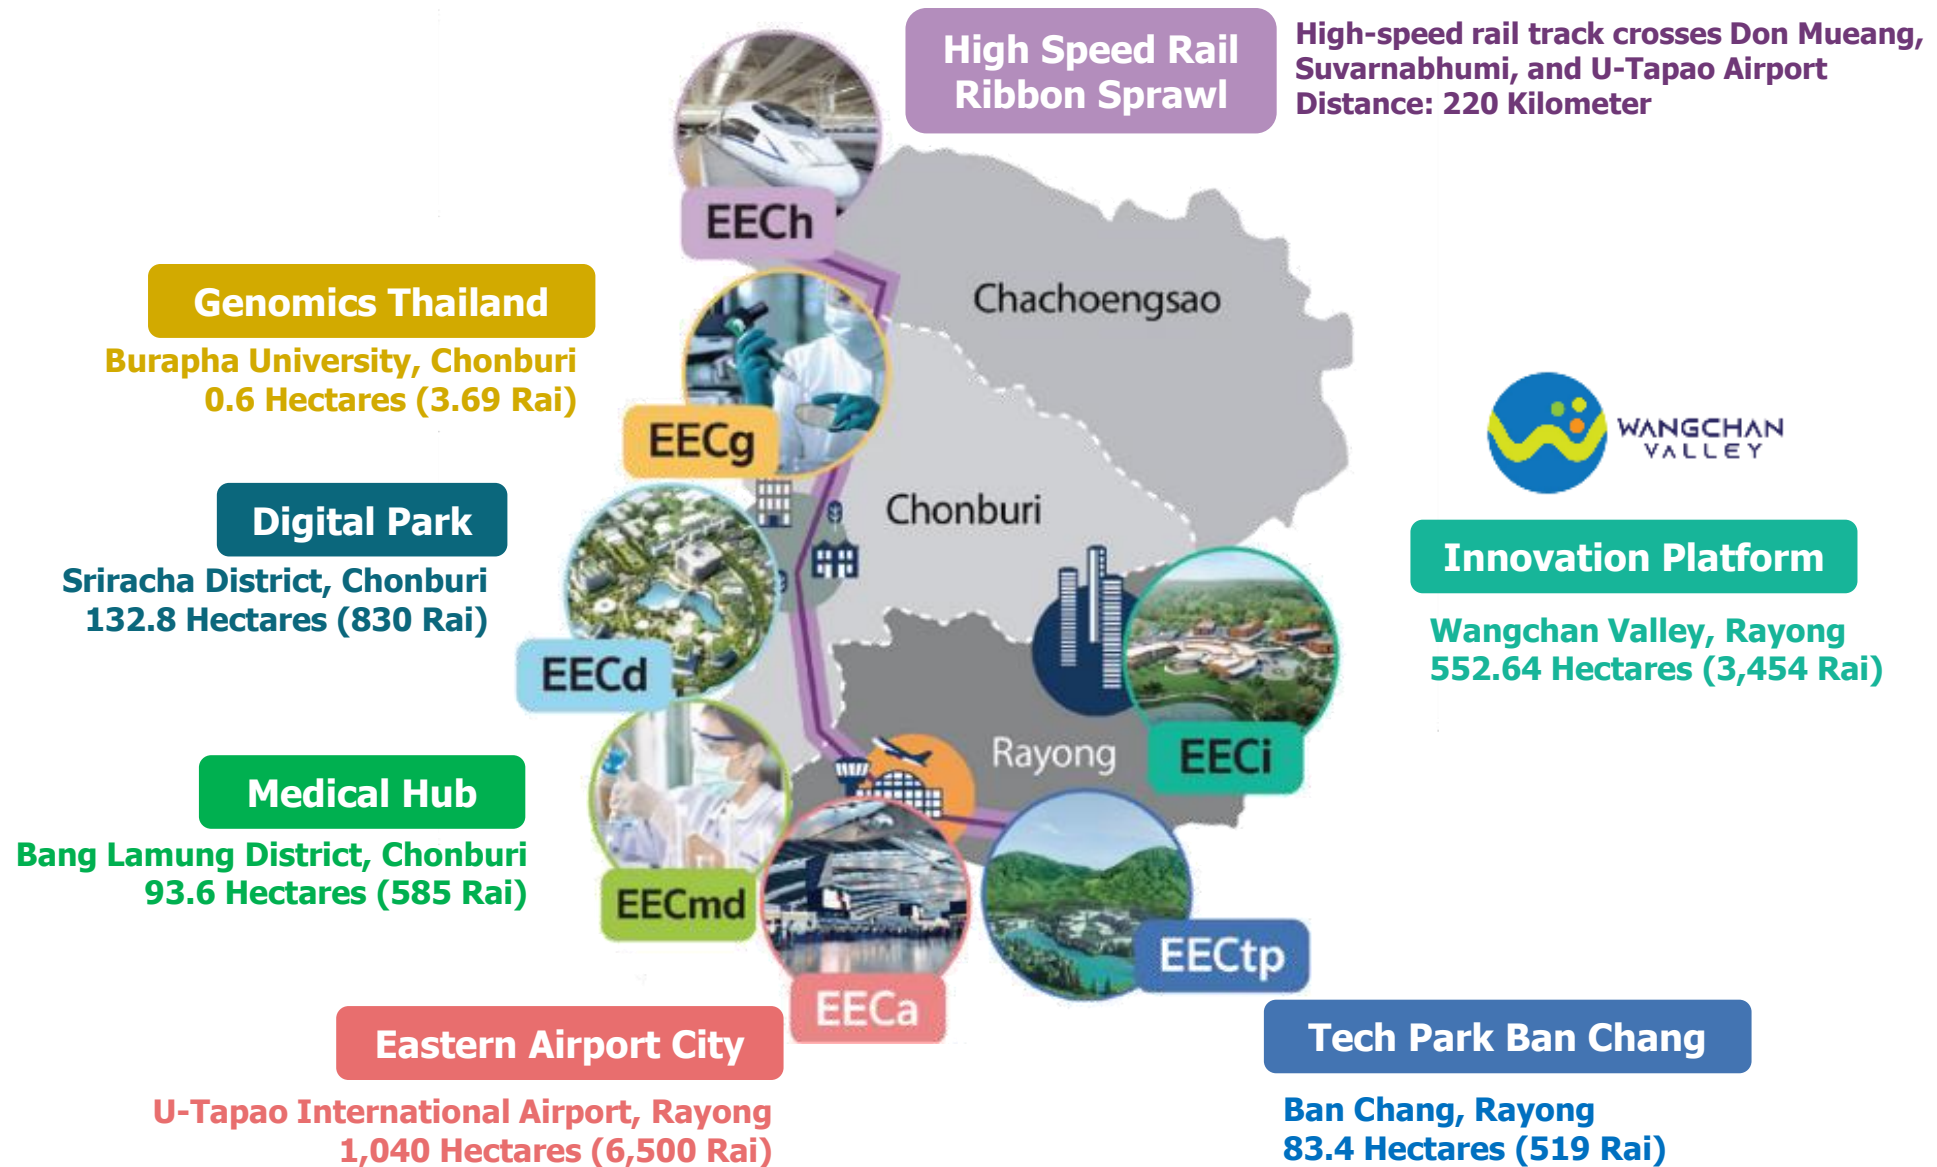 High Speed Rail
Ribbon Sprawl
High-speed rail track crosses Don Mueang,
Suvarnabhumi, and U-Tapao Airport
Distance: 220 Kilometer
EECh
Genomics Thailand
Burapha University, Chonburi
0.6 Hectares (3.69 Rai)
EECg
Chachoengsao
WANGCHAN
VALLEY
Digital Park
Sriracha District, Chonburi
132.8 Hectares (830 Rai)
EECd
Chonburi
Innovation Platform
Wangchan Valley, Rayong
552.64 Hectares (3,454 Rai)
EECi
Rayong
Medical Hub
Bang Lamung District, Chonburi
93.6 Hectares (585 Rai)
EECmd
EECa
EECtp
Eastern Airport City
U-Tapao International Airport, Rayong
1,040 Hectares (6,500 Rai)
Tech Park Ban Chang
Ban Chang, Rayong
83.4 Hectares (519 Rai)